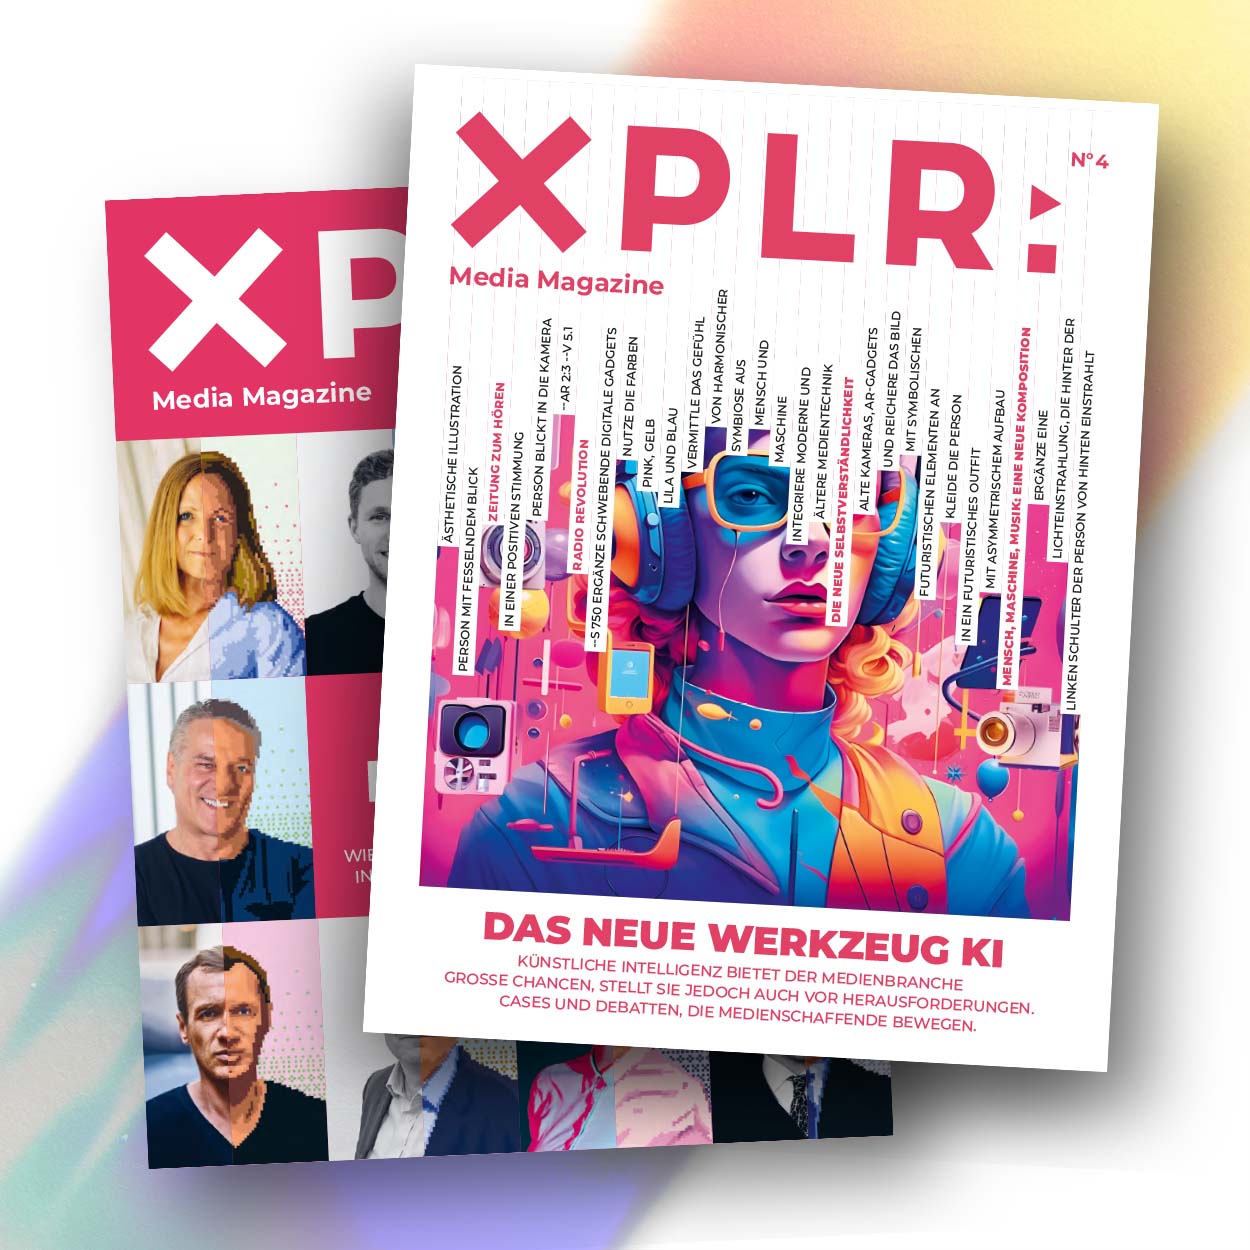 XPLR:
N° 4
Media Magazine
ÄSTHETISCHE ILLUSTRATION
PERSON MIT FESSELNDEM BLICK
ZEITUNG ZUM HÖREN
IN EINER POSITIVEN STIMMUNG
PERSON BLICKT IN DIE KAMERA
--AR 2:3 --V 5.1
RADIO REVOLUTION
--S 750 ERGÄNZE SCHWEBENDE DIGITALE GADGETS
NUTZE DIE FARBEN
PINK, GELB
LILA UND BLAU
VERMITTLE DAS GEFÜHL
VON HARMONISCHER
SYMBIOSE AUS
MENSCH UND
MASCHINE
INTEGRIERE MODERNE UND
ÄLTERE MEDIENTECHNIK
DIE NEUE SELBSTVERSTÄNDLICHKEIT
ALTE KAMERAS, AR-GADGETS
UND REICHERE DAS BILD
MIT SYMBOLISCHEN
FUTURISTISCHEN ELEMENTEN AN
KLEIDE DIE PERSON
IN EIN FUTURISTISCHES OUTFIT
MIT ASYMMETRISCHEM AUFBAU
MENSCH, MASCHINE, MUSIK: EINE NEUE KOMPOSITION
ERGÄNZE EINE
LICHTEINSTRAHLUNG, DIE HINTER DER
LINKEN SCHULTER DER PERSON VON HINTEN EINSTRAHLT
DAS NEUE WERKZEUG KI
KÜNSTLICHE INTELLIGENZ BIETET DER MEDIENBRANCHE
GROSSE CHANCEN, STELLT SIE JEDOCH AUCH VOR HERAUSFORDERUNGEN.
CASES UND DEBATTEN, DIE MEDIENSCHAFFENDE BEWEGEN.
XP
Media Magazine
WIE
IN